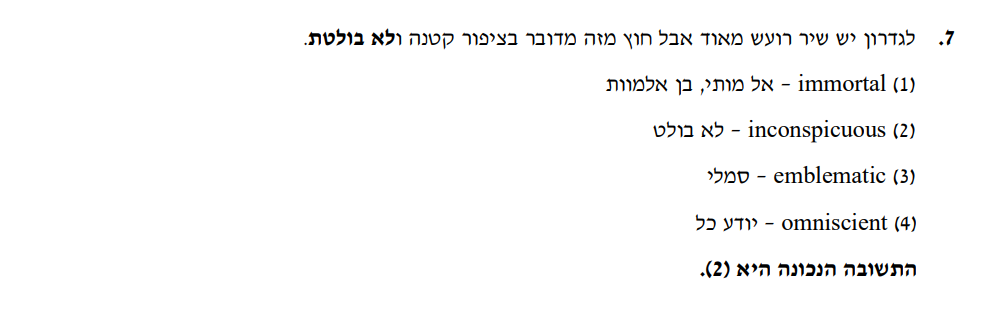 7. לגדרון יש שיר רועש מאוד אבל חוץ מזה מדובר בציפור קטנה ולא בולטת.
(1) immortal – אל מותי, בן אלמוות
(2) inconspicuous – לא בולט
(3) emblematic – סמלי
(4) omniscient – יודע כל
התשובה הנכונה היא (2).